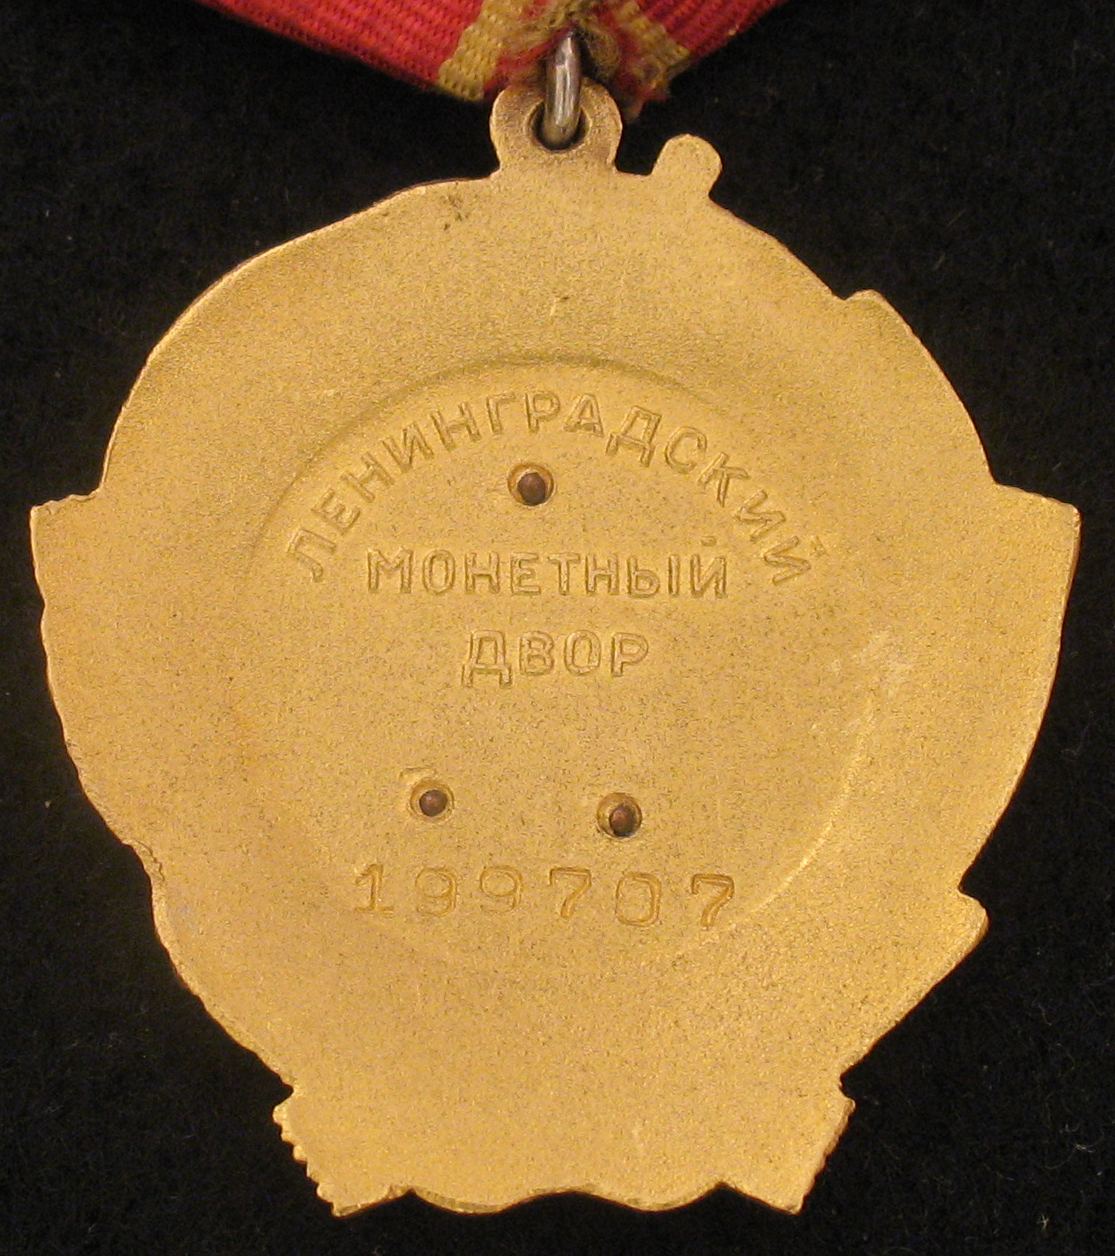 ЛЕНИНГРАДСКИЙ
МОНЕТНЫЙ
ДВОР
199707